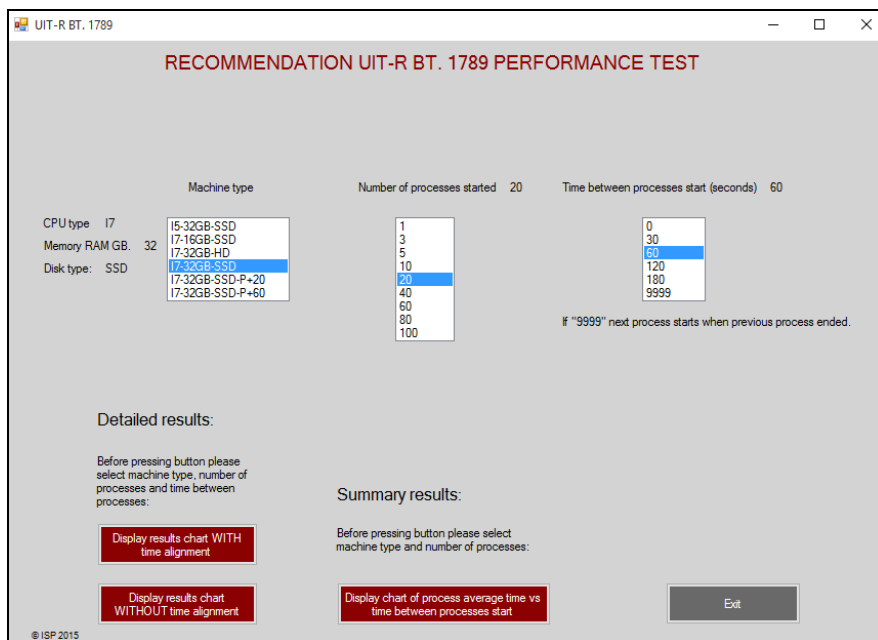 UIT-R BT. 1789
RECOMMENDATION UIT-R BT. 1789 PERFORMANCE TEST
Machine type
Number of processes started 20
Time between processes start (seconds) 60
CPU type I7
Memory RAM GB. 32
Disk type: SSD
I5-32GB-SSD
I7-16GB-SSD
I7-32GB-HD
I7-32GB-SSD
I7-32GB-SSD-P+20
I7-32GB-SSD-P+60
1
3
5
10
20
40
60
80
100
0
30
60
120
180
9999
If "9999" next process starts when previous process ended.
Detailed results:
Before pressing button please
select machine type, number of
processes and time between
processes:
Display results chart WITH
time alignment
Display results chart
WITHOUT time alignment
Summary results:
Before pressing button please select
machine type and number of processes:
Display chart of process average time vs
time between processes start
Exit
© ISP 2015